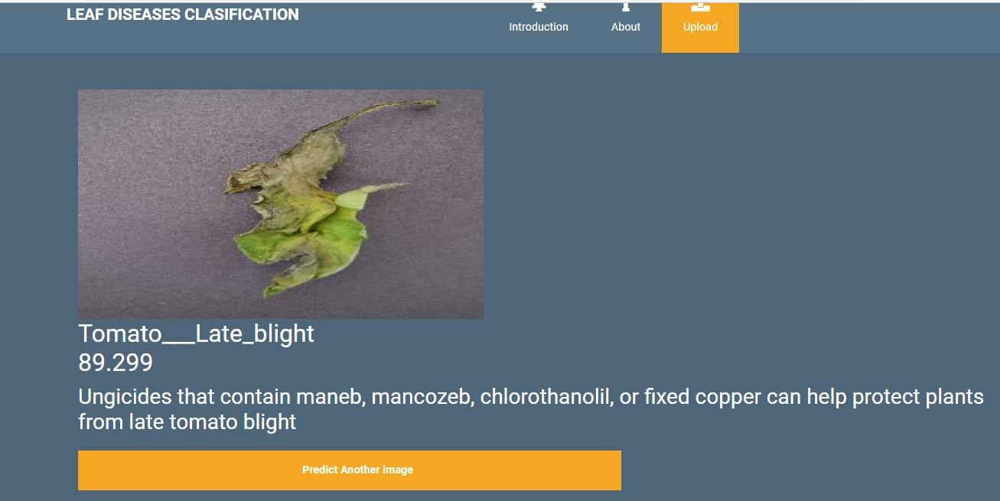 LEAF DISEASES CLASIFICATION
Introduction
About
Upload
Tomato___Late_blight
89.299
Ungicides that contain maneb, mancozeb, chlorothanolil, or fixed copper can help protect plants
from late tomato blight
Predict Another image